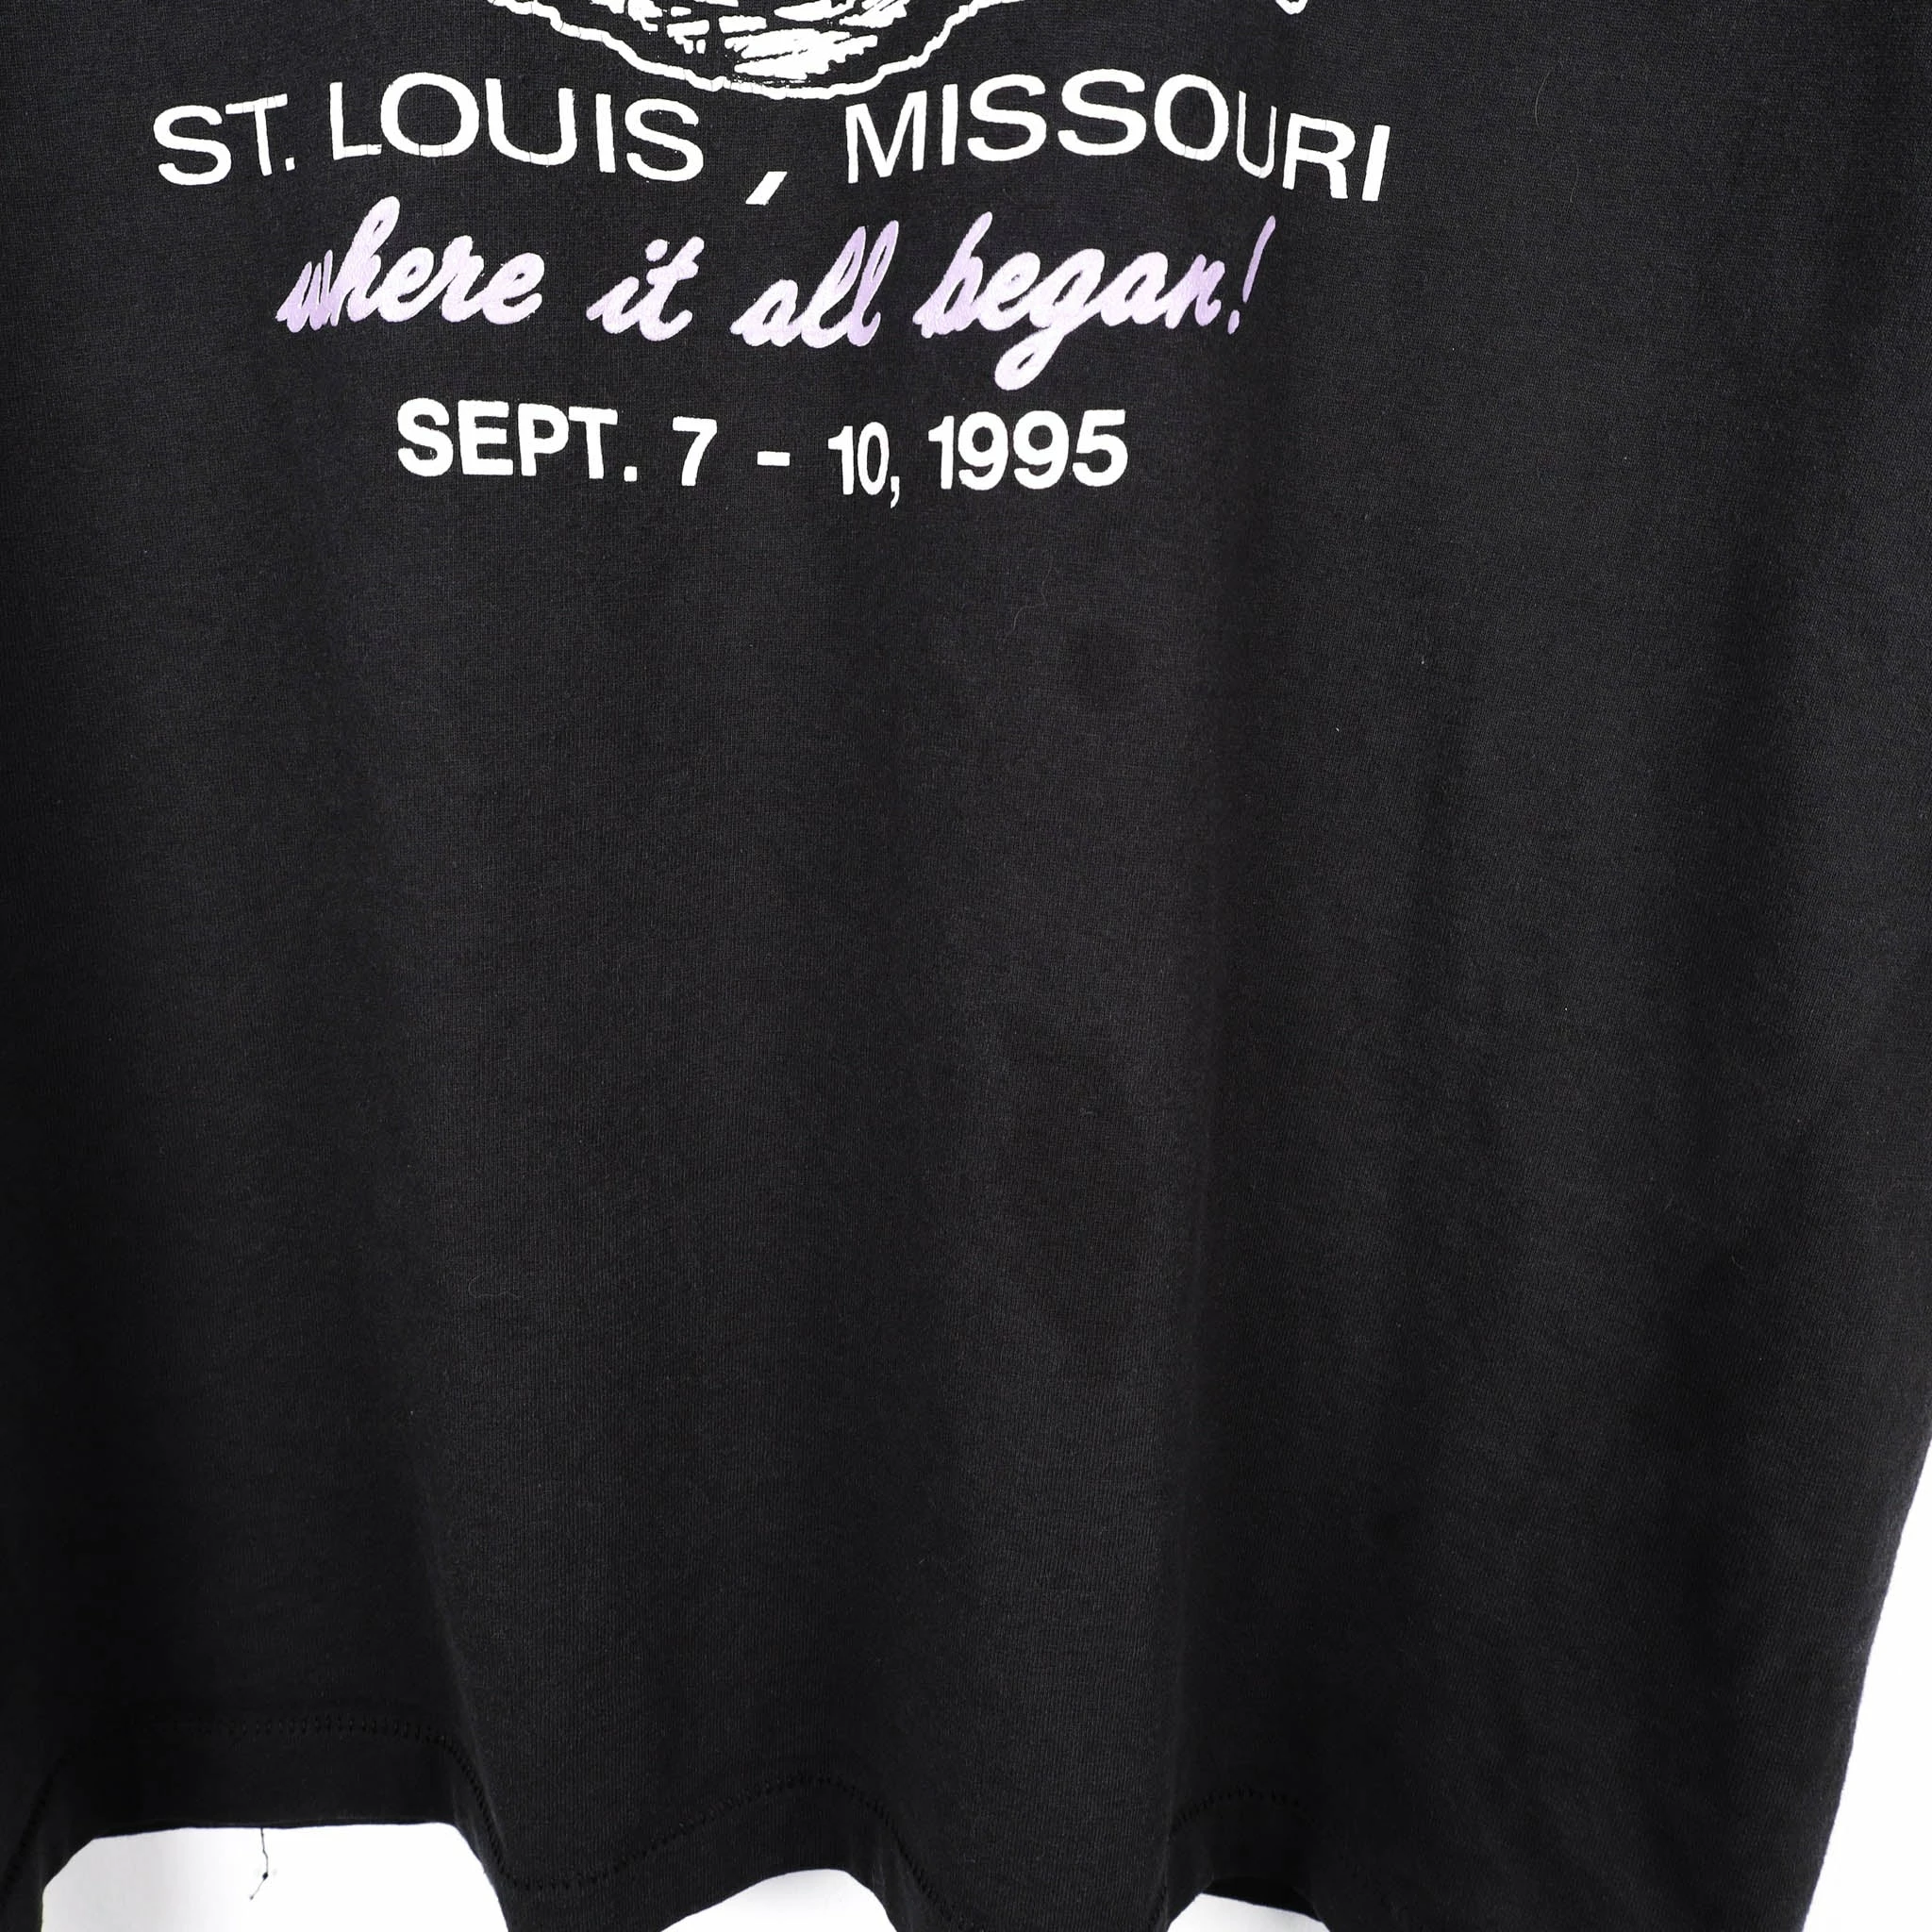 ST. LOUIS, MISSOURI
where it all began!
SEPT. 7 - 10, 1995